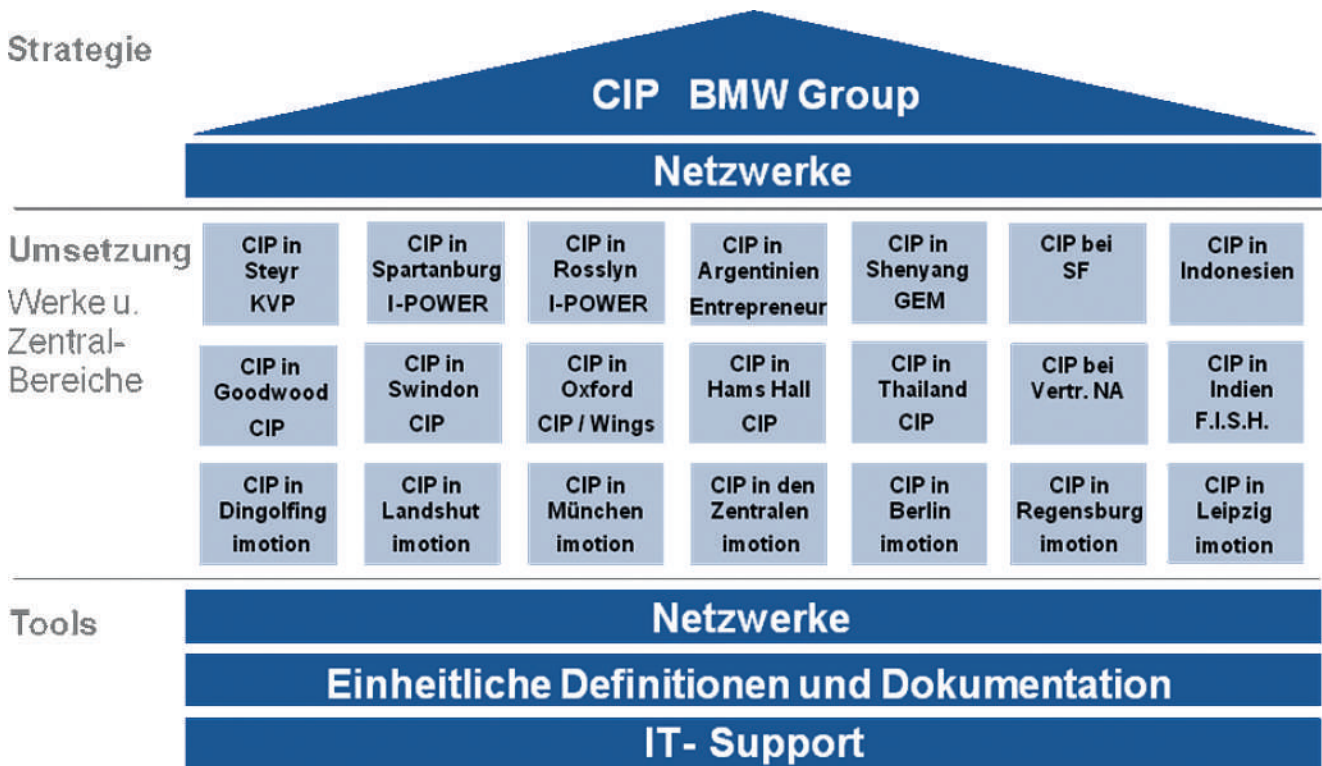 Strategie
CIP BMW Group
Netzwerke
Umsetzung
Werke u.
Zentral-
Bereiche
CIP in
Steyr
KVP
CIP in
Spartanburg
I-POWER
CIP in
Rosslyn
I-POWER
CIP in
Argentinien
Entrepreneur
CIP in
Shenyang
GEM
CIP bei
SF
CIP in
Indonesien
CIP in
Goodwood
CIP
CIP in
Swindon
CIP
CIP in
Oxford
CIP / Wings
CIP in
Hams Hall
CIP
CIP in
Thailand
CIP
CIP bei
Vertr. NA
CIP in
Indien
F.I.S.H.
CIP in
Dingolfing
imotion
CIP in
Landshut
imotion
CIP in
München
imotion
CIP in den
Zentralen
imotion
CIP in
Berlin
imotion
CIP in
Regensburg
imotion
CIP in
Leipzig
imotion
Tools
Netzwerke
Einheitliche Definitionen und Dokumentation
IT- Support